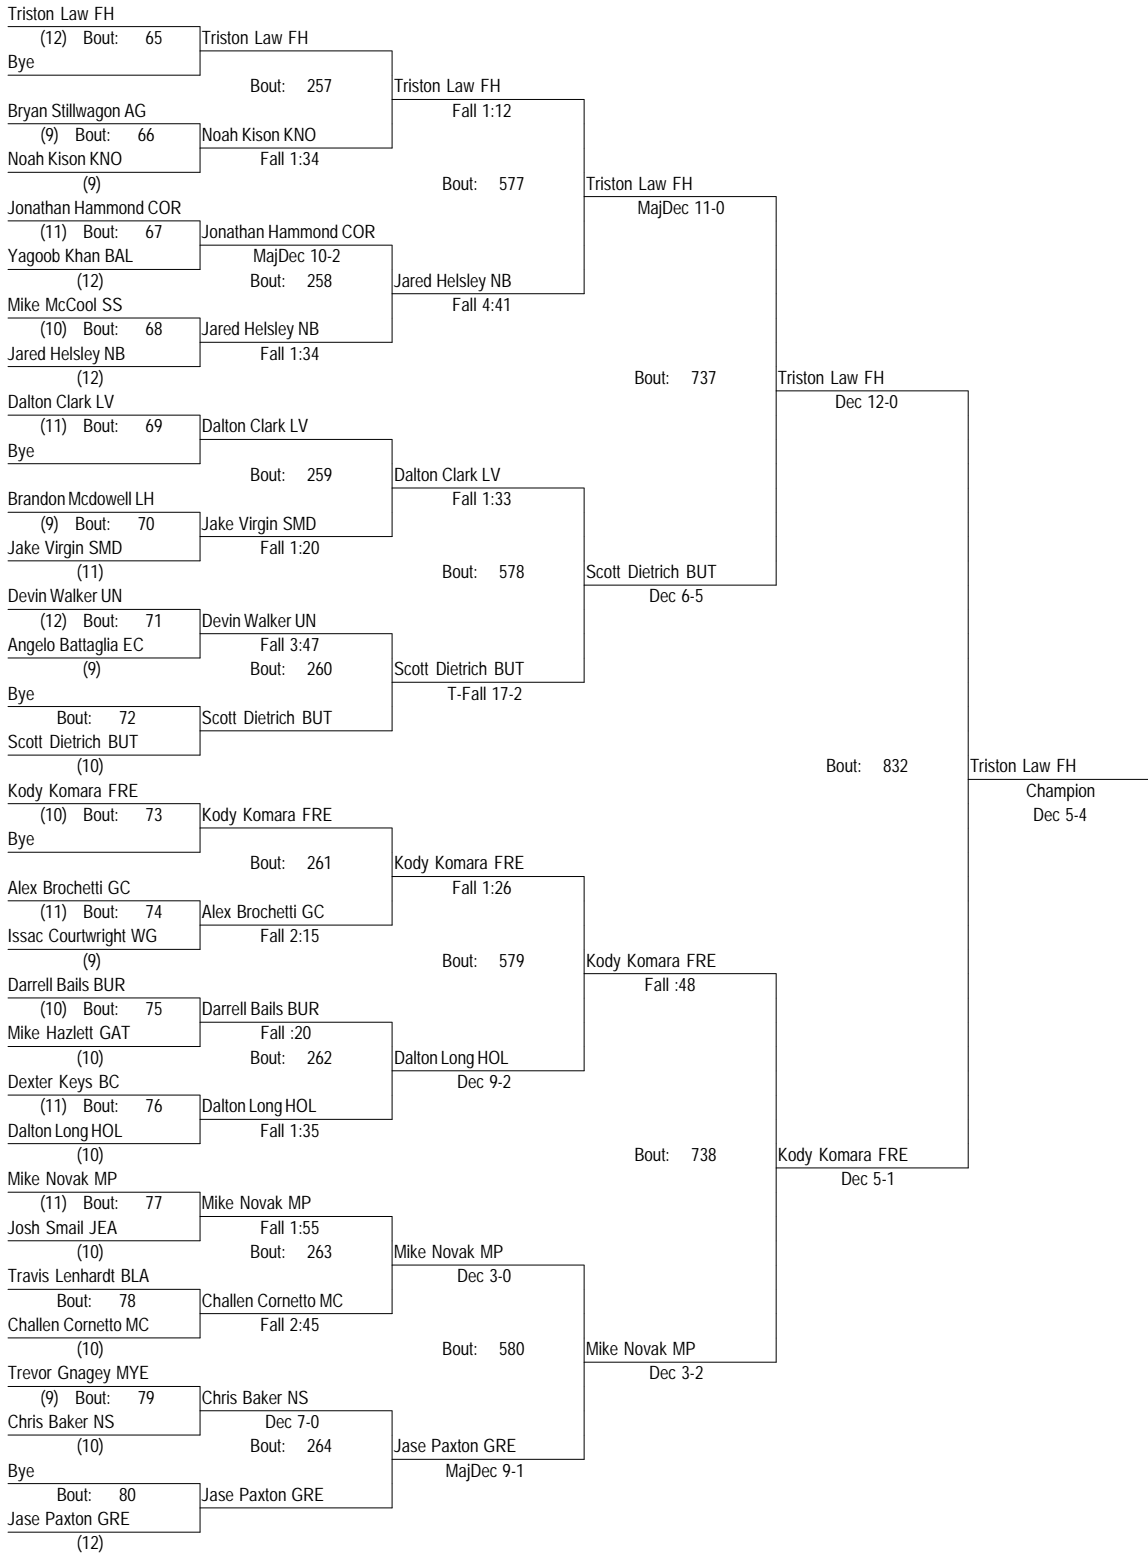 Triston Law FH
(12) Bout: 65
Triston Law FH
Bye
Bout: 257
Triston Law FH
Bryan Stillwagon AG
Fall 1:12
(9) Bout: 66
Noah Kison KNO
Noah Kison KNO
Fall 1:34
(9)
Bout: 577
Triston Law FH
Jonathan Hammond COR
MajDec 11-0
(11) Bout: 67
Jonathan Hammond COR
Yagoob Khan BAL
MajDec 10-2
(12)
Bout: 258
Jared Helsley NB
Mike McCool SS
Fall 4:41
(10) Bout: 68
Jared Helsley NB
Jared Helsley NB
Fall 1:34
(12)
Bout: 737
Triston Law FH
Dalton Clark LV
Dec 12-0
(11) Bout: 69
Dalton Clark LV
Bye
Bout: 259
Dalton Clark LV
Brandon Mcdowell LH
Fall 1:33
(9) Bout: 70
Jake Virgin SMD
Jake Virgin SMD
Fall 1:20
(11)
Bout: 578
Scott Dietrich BUT
Devin Walker UN
Dec 6-5
(12) Bout: 71
Devin Walker UN
Angelo Battaglia EC
Fall 3:47
(9)
Bout: 260
Scott Dietrich BUT
Bye
T-Fall 17-2
Bout: 72
Scott Dietrich BUT
Scott Dietrich BUT
(10)
Bout: 832
Triston Law FH
Kody Komara FRE
Champion
(10) Bout: 73
Kody Komara FRE
Dec 5-4
Bye
Bout: 261
Kody Komara FRE
Alex Brochetti GC
Fall 1:26
(11) Bout: 74
Alex Brochetti GC
Issac Courtwright WG
Fall 2:15
(9)
Bout: 579
Kody Komara FRE
Darrell Bails BUR
Fall :48
(10) Bout: 75
Darrell Bails BUR
Mike Hazlett GAT
Fall :20
(10)
Bout: 262
Dalton Long HOL
Dexter Keys BC
Dec 9-2
(11) Bout: 76
Dalton Long HOL
Dalton Long HOL
Fall 1:35
(10)
Bout: 738
Kody Komara FRE
Mike Novak MP
Dec 5-1
(11) Bout: 77
Mike Novak MP
Josh Smail JEA
Fall 1:55
(10)
Bout: 263
Mike Novak MP
Travis Lenhardt BLA
Dec 3-0
Bout: 78
Challen Cornetto MC
Challen Cornetto MC
Fall 2:45
(10)
Bout: 580
Mike Novak MP
Trevor Gnagey MYE
Dec 3-2
(9) Bout: 79
Chris Baker NS
Chris Baker NS
Dec 7-0
(10)
Bout: 264
Jase Paxton GRE
Bye
MajDec 9-1
Bout: 80
Jase Paxton GRE
Jase Paxton GRE
(12)